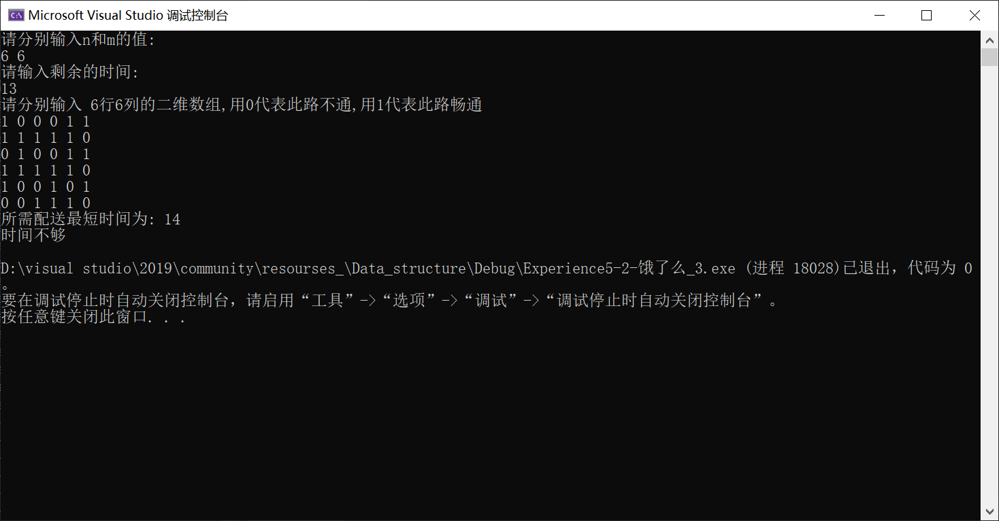 Microsoft Visual Studio 调试控制台
请分别输入n和m的值:
6 6
请输入剩余的时间:
13
请分别输入 6行6列的二维数组,用0代表此路不通,用1代表此路畅通
1 0 0 0 1 1
1 1 1 1 1 0
0 1 0 0 1 1
1 1 1 1 1 0
1 0 0 1 0 1
0 0 1 1 1 0
所需配送最短时间为: 14
时间不够
D:\visual studio\2019\community\resourses_\Data_structure\Debug\Experience5-2-饿了么_3.exe (进程 18028)已退出，代码为 0
。
要在调试停止时自动关闭控制台，请启用“工具”->“选项”->“调试”->“调试停止时自动关闭控制台”。
按任意键关闭此窗口. . .